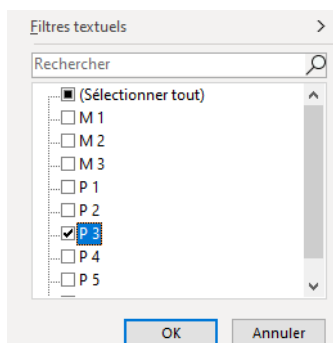 Filtres textuels
Rechercher
(Sélectionner tout)
M 1
M 2
M 3
P 1
P 2
P 3
P 4
P 5
OK Annuler